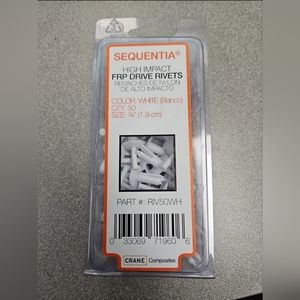 SEQUENTIA®
HIGH IMPACT
FRP DRIVE RIVETS
REMACHES DE NYLON
DE ALTO IMPACTO
COLOR: WHITE (Blanco)
QTY: 50
SIZE: ¾" (1.9 cm)
PART #: RIV50WH
0 33069 71960 6
CRANE Composites